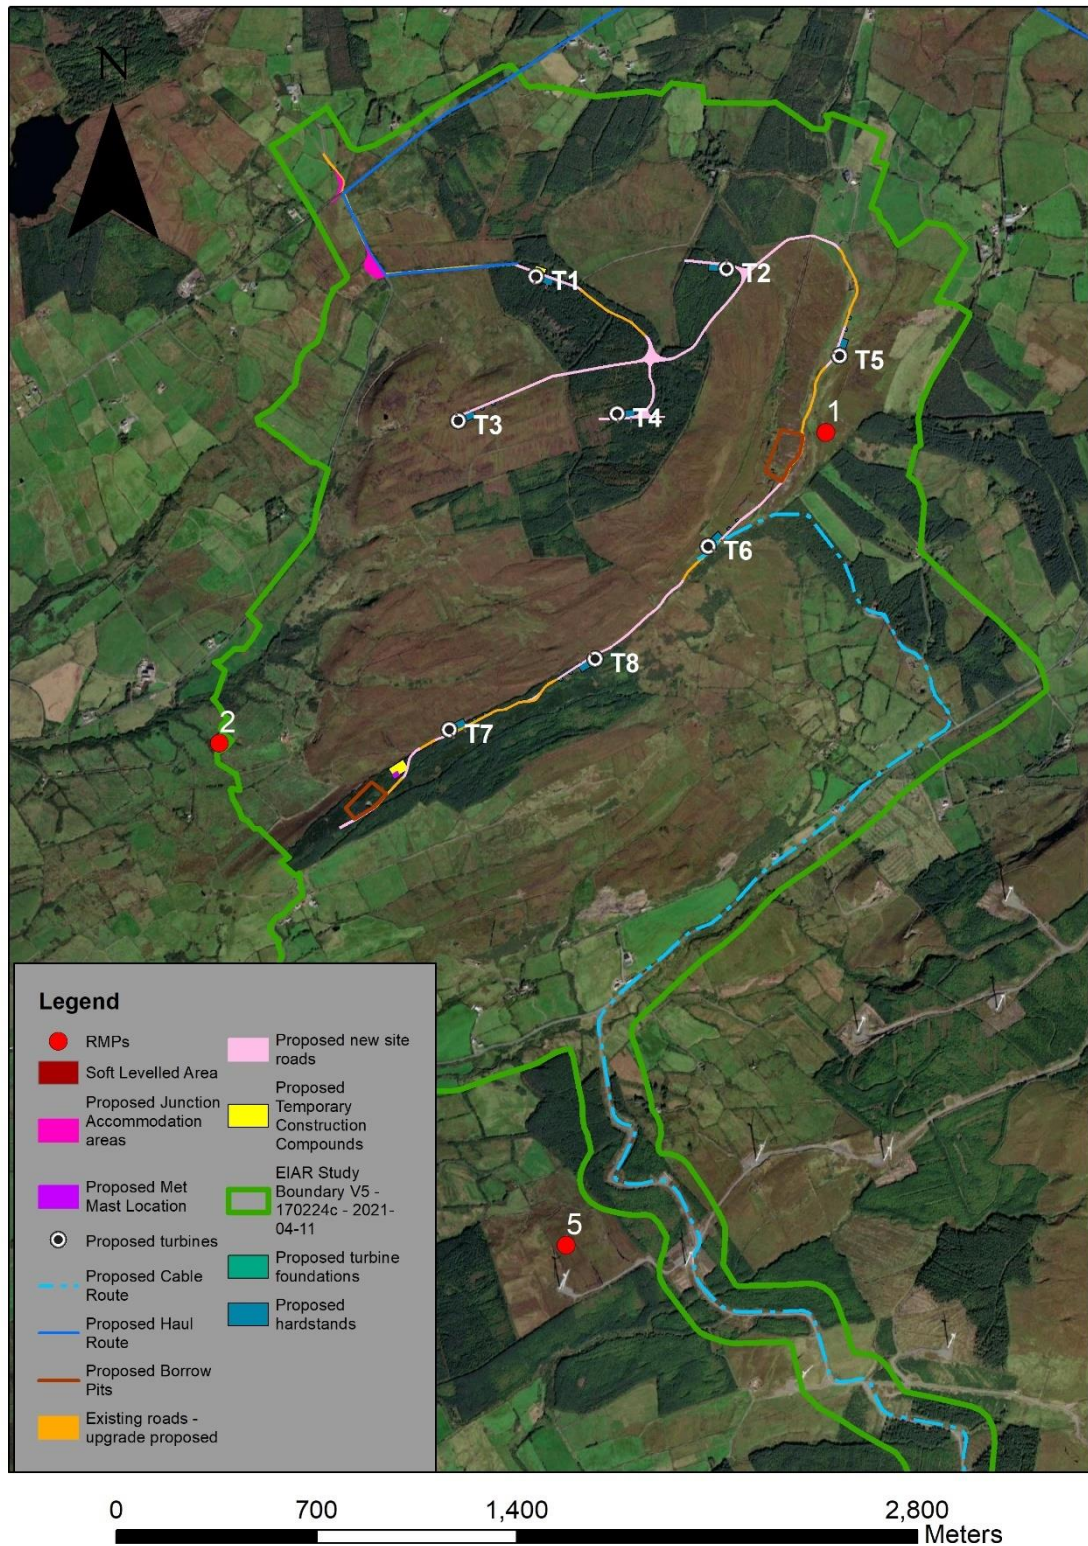 N
T1
T2
T5
T3
T4
1
T6
T8
T7
2
5
Legend
RMPs
Soft Levelled Area
Proposed Junction
Accommodation
areas
Proposed Met
Mast Location
Proposed turbines
Proposed Cable
Route
Proposed Haul
Route
Proposed Borrow
Pits
Existing roads -
upgrade proposed
Proposed new site
roads
Proposed
Temporary
Construction
Compounds
EIAR Study
Boundary V5 -
170224c - 2021-
04-11
Proposed turbine
foundations
Proposed
hardstands
0 700 1,400 2,800
Meters